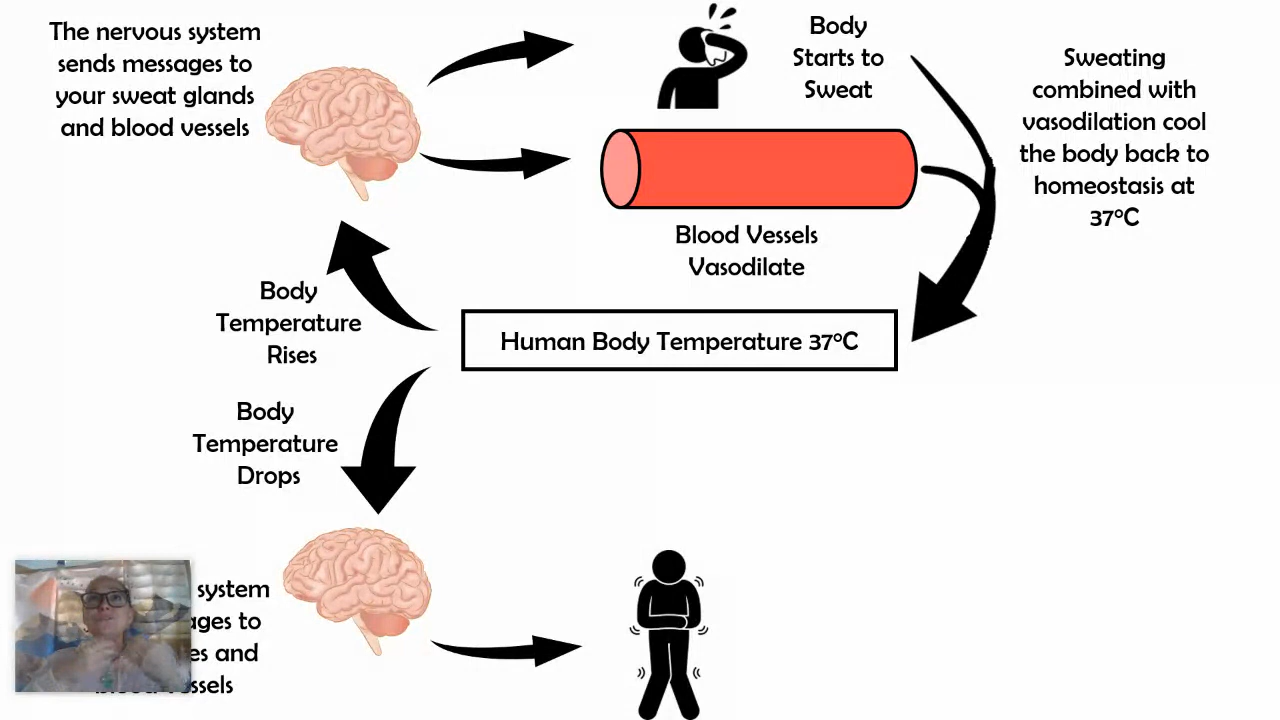 The nervous system
sends messages to
your sweat glands
and blood vessels
Body
Starts to
Sweat
Sweating
combined with
vasodilation cool
the body back to
homeostasis at
37°C
Blood Vessels
Vasodilate
Body
Temperature
Rises
Human Body Temperature 37°C
Body
Temperature
Drops
system
to
and